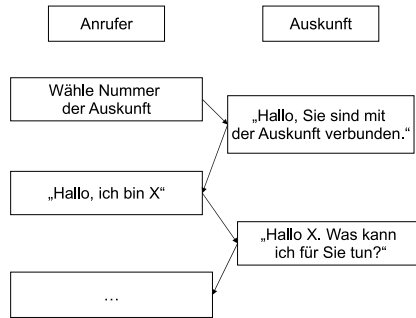 Anrufer
Auskunft
Wähle Nummer
der Auskunft
„Hallo, Sie sind mit
der Auskunft verbunden.“
„Hallo, ich bin X“
„Hallo X. Was kann
ich für Sie tun?“
...